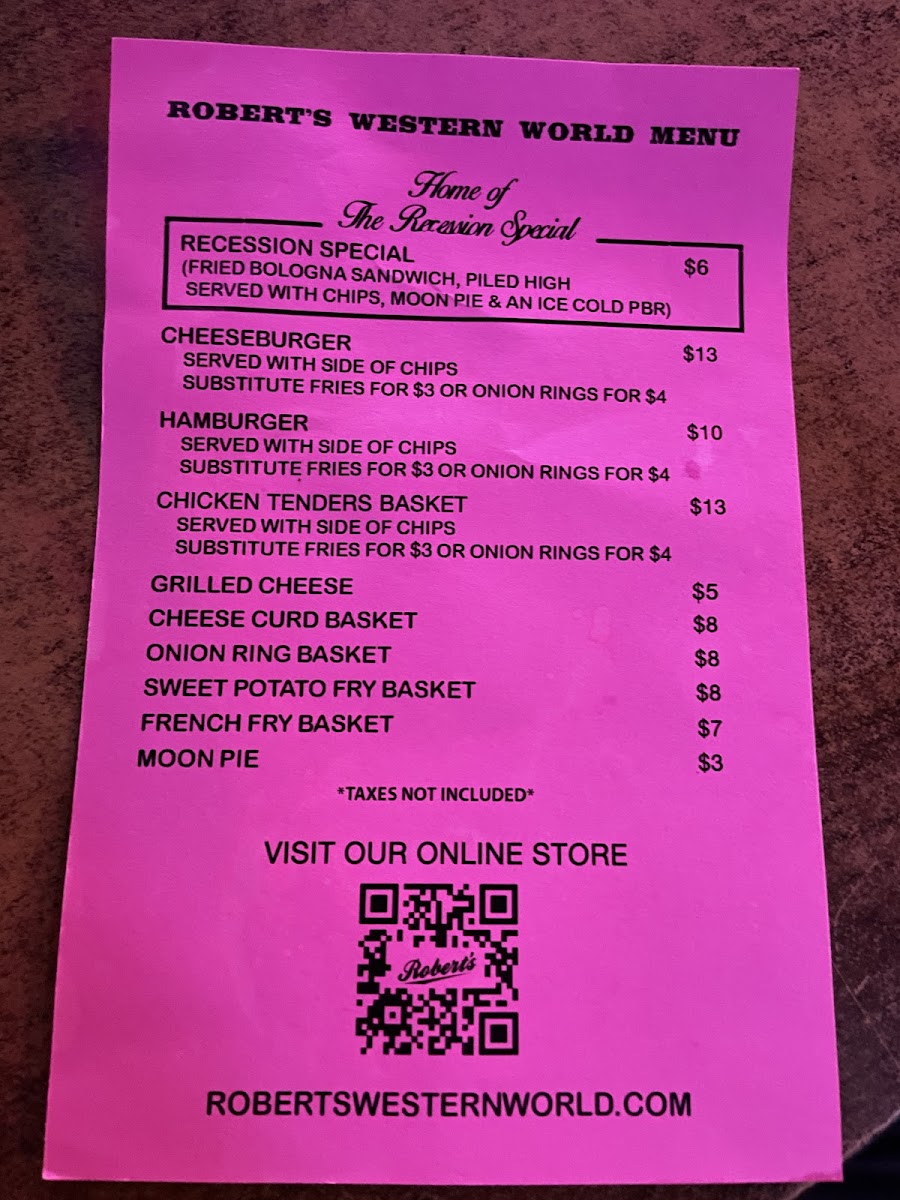 ROBERT'S WESTERN WORLD MENU
Home of
The Recession Special
RECESSION SPECIAL $6
(FRIED BOLOGNA SANDWICH, PILED HIGH
SERVED WITH CHIPS, MOON PIE & AN ICE COLD PBR)
CHEESEBURGER $13
SERVED WITH SIDE OF CHIPS
SUBSTITUTE FRIES FOR $3 OR ONION RINGS FOR $4
HAMBURGER $10
SERVED WITH SIDE OF CHIPS
SUBSTITUTE FRIES FOR $3 OR ONION RINGS FOR $4
CHICKEN TENDERS BASKET $13
SERVED WITH SIDE OF CHIPS
SUBSTITUTE FRIES FOR $3 OR ONION RINGS FOR $4
GRILLED CHEESE $5
CHEESE CURD BASKET $8
ONION RING BASKET $8
SWEET POTATO FRY BASKET $8
FRENCH FRY BASKET $7
MOON PIE $3
*TAXES NOT INCLUDED*
VISIT OUR ONLINE STORE
Robert's
ROBERTSWESTERNWORLD.COM